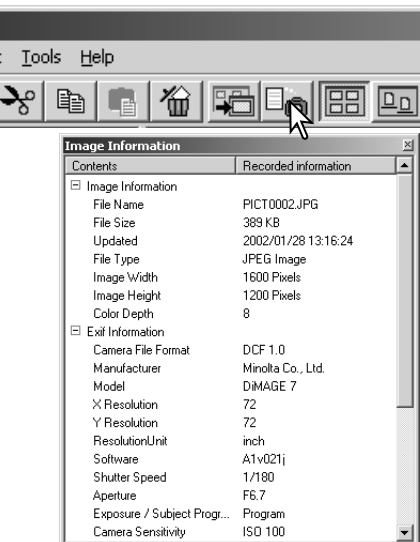 Tools Help
Image Information
Contents Recorded information
Image Information
File Name PICT0002.JPG
File Size 389 KB
Updated 2002/01/28 13:16:24
File Type JPEG Image
Image Width 1600 Pixels
Image Height 1200 Pixels
Color Depth 8
Exif Information
Camera File Format DCF 1.0
Manufacturer Minolta Co., Ltd.
Model DiMAGE 7
X Resolution 72
Y Resolution 72
ResolutionUnit inch
Software A1v021j
Shutter Speed 1/180
Aperture F6.7
Exposure / Subject Progr... Program
Camera Sensitivity ISO 100